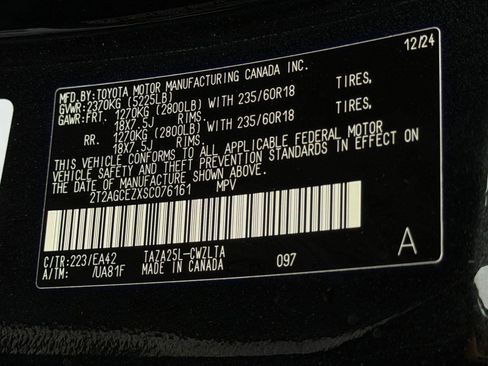 12/24
MFD.BY:TOYOTA MOTOR MANUFACTURING CANADA INC.
GVWR:2370KG (5225LB)
GAWR:FRT. 1270KG (2800LB) WITH 235/60R18 TIRES,
18X7.5J RIMS.
RR. 1270KG (2800LB) WITH 235/60R18 TIRES,
18X7.5J RIMS.
THIS VEHICLE CONFORMS TO ALL APPLICABLE FEDERAL MOTOR
VEHICLE SAFETY AND THEFT PREVENTION STANDARDS IN EFFECT ON
THE DATE OF MANUFACTURE SHOWN ABOVE.
2T2AGCEZXSC076161 MPV
C/TR:223/EA42 TAZA25L-CWZLTA
A/TM: /UA81F MADE IN CANADA 097 A